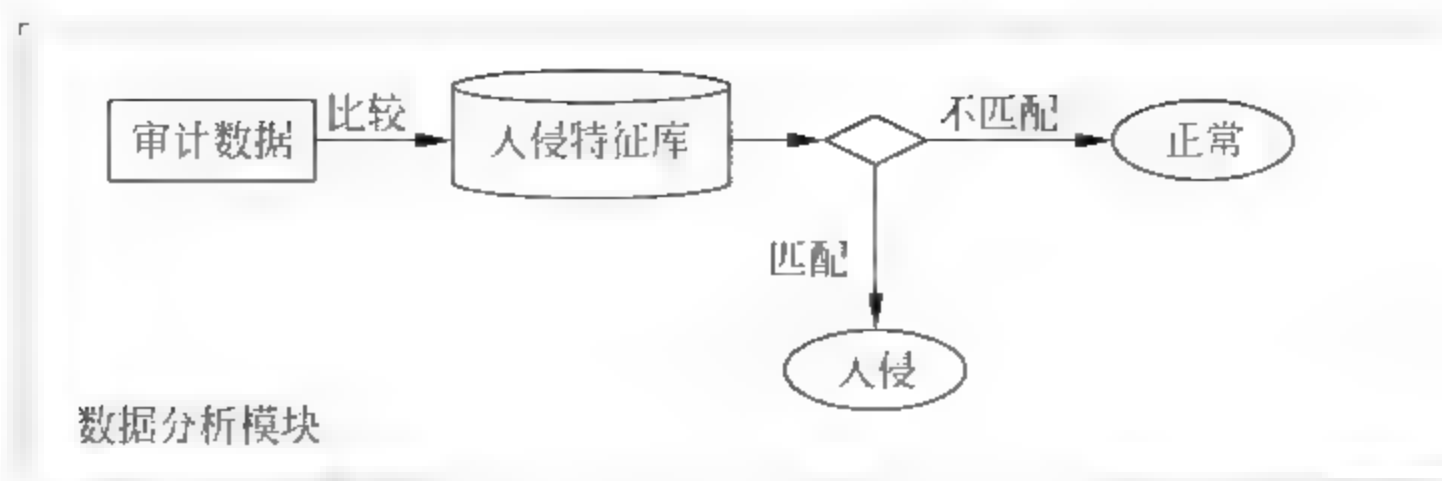 比较
不匹配
审计数据
入侵特征库
正常
匹配
入侵
数据分析模块